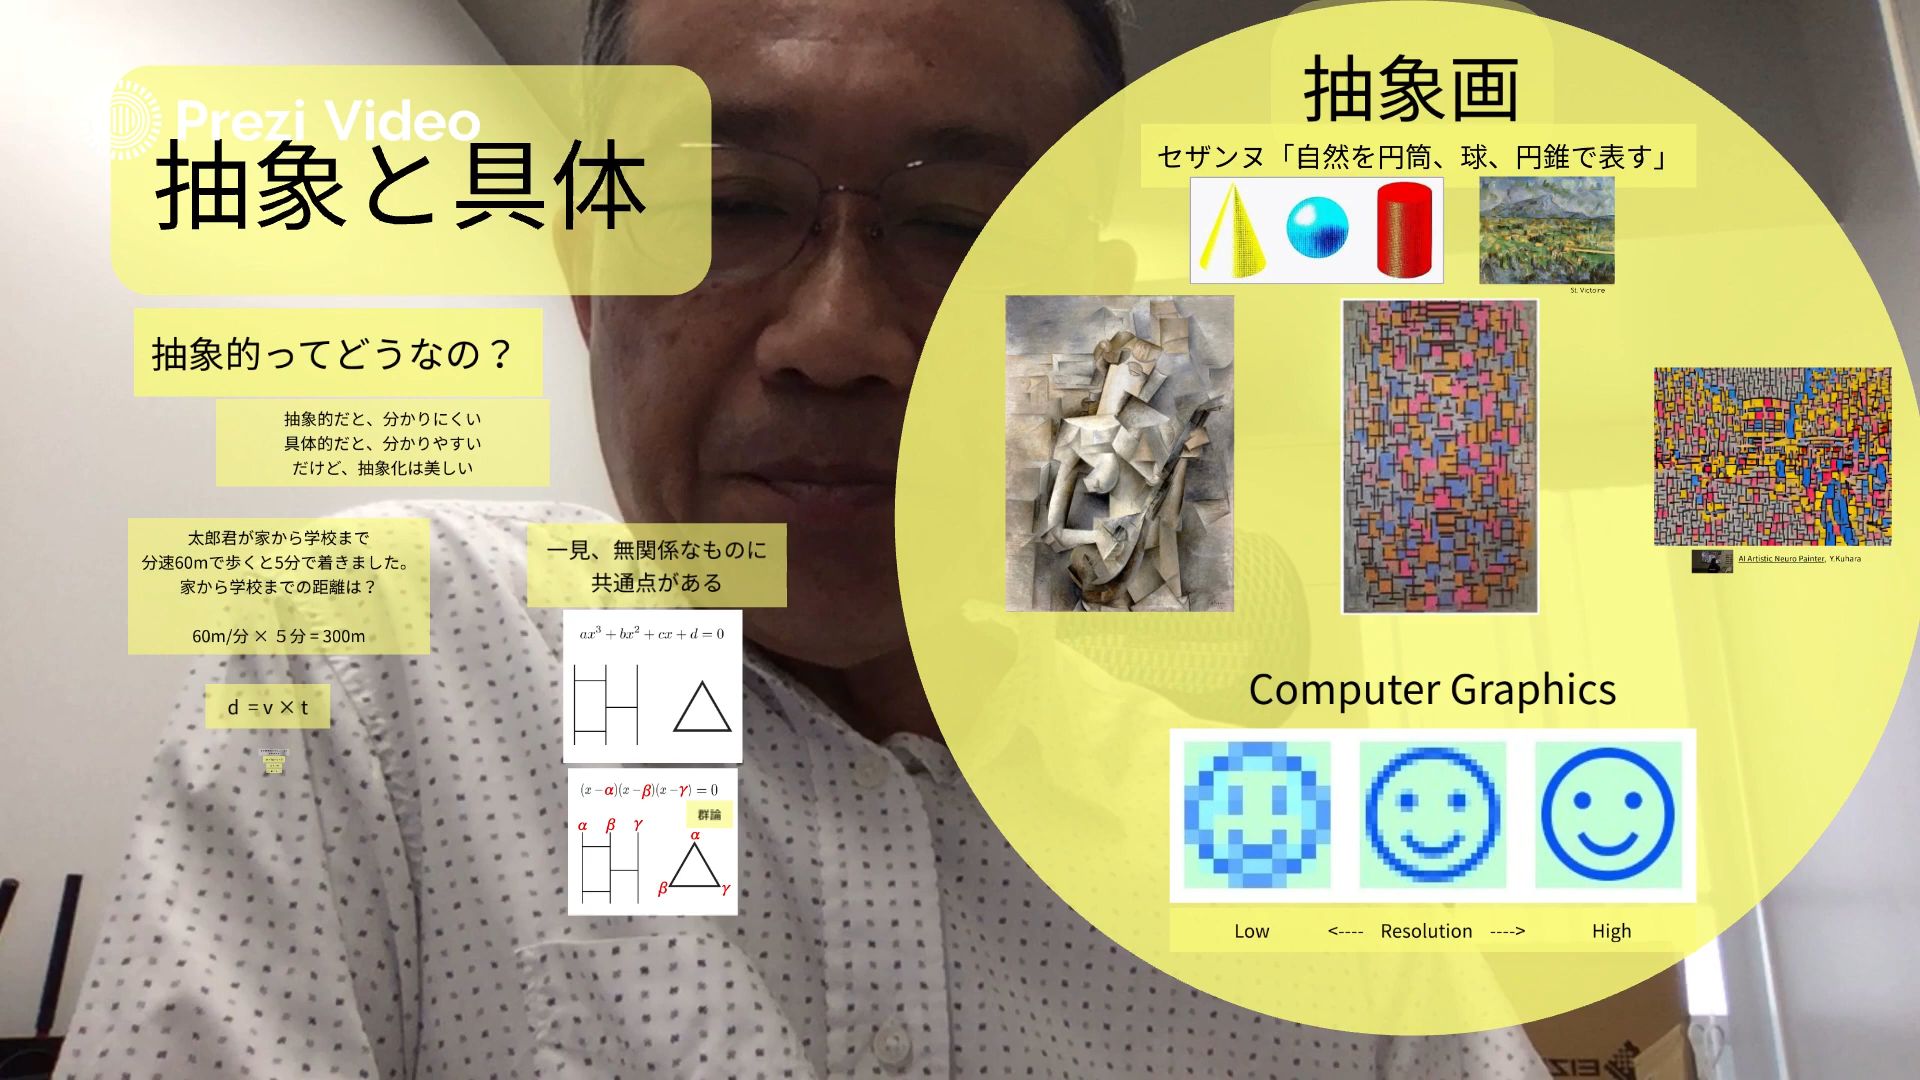 Prezi Video
抽象と具体
抽象的ってどうなの？
抽象的だと、分かりにくい
具体的だと、分かりやすい
だけど、抽象化は美しい
太郎君が家から学校まで
分速60mで歩くと5分で着きました。
家から学校までの距離は？
60m/分 × ５分 = 300m
d = v × t
一見、無関係なものに
共通点がある
ax³ + bx² + cx + d = 0
(x−α)(x−β)(x−γ) = 0
群論
α β γ
α
β γ
抽象画
セザンヌ「自然を円筒、球、円錐で表す」
St. Victoire
AI Artistic Neuro Painter, Y.Kuhara
Computer Graphics
Low <---- Resolution ----> High
EIZ